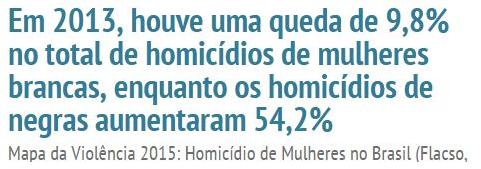 Em 2013, houve uma queda de 9,8%
no total de homicídios de mulheres
brancas, enquanto os homicídios de
negras aumentaram 54,2%
Mapa da Violência 2015: Homicídio de Mulheres no Brasil (Flacso,